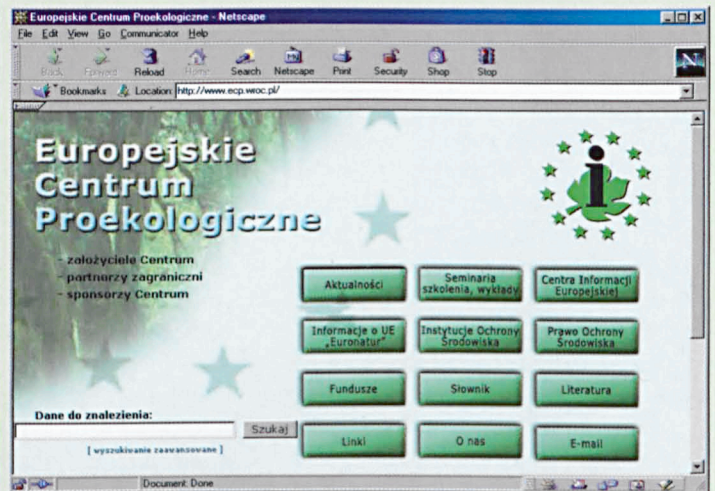 Europejskie Centrum Proekologiczne - Netscape
File Edit View Go Communicator Help
Back Forward Reload Home Search Netscape Print Security Shop Stop
Bookmarks Location http://www.ecp.wroc.pl/
Europejskie
Centrum
Proekologiczne
i
- założyciele Centrum
- partnerzy zagraniczni
- sponsorzy Centrum
Aktualności
Seminaria
szkolenia, wykłady
Centra Informacji
Europejskiej
Informacje o UE
„Euronatur"
Instytucje Ochrony
Środowiska
Prawo Ochrony
Środowiska
Fundusze
Słownik
Literatura
Dane do znalezienia:
Szukaj
[ wyszukiwanie zaawansowane ]
Linki
O nas
E-mail
Document: Done